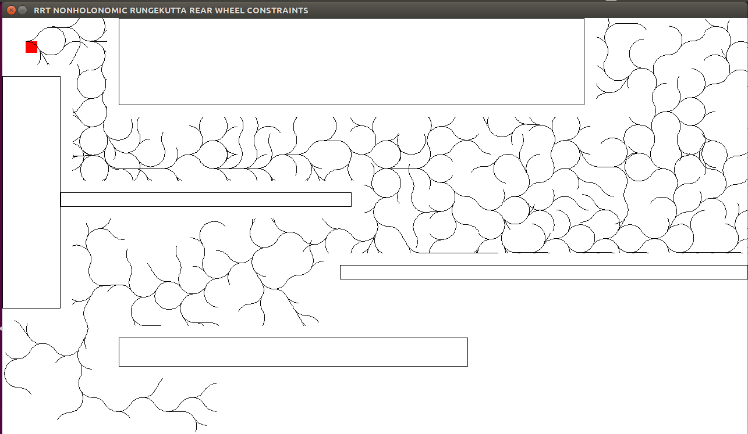 RRT NONHOLONOMIC RUNGEKUTTA REAR WHEEL CONSTRAINTS